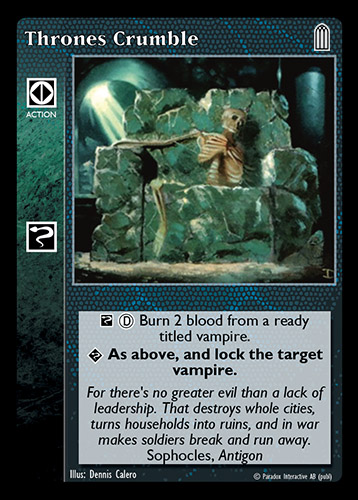 Thrones Crumble
ACTION
D Burn 2 blood from a ready
titled vampire.
As above, and lock the target
vampire.
For there's no greater evil than a lack of
leadership. That destroys whole cities,
turns households into ruins, and in war
makes soldiers break and run away.
Sophocles, Antigon
Illus: Dennis Calero
© Paradox Interactive AB (publ)